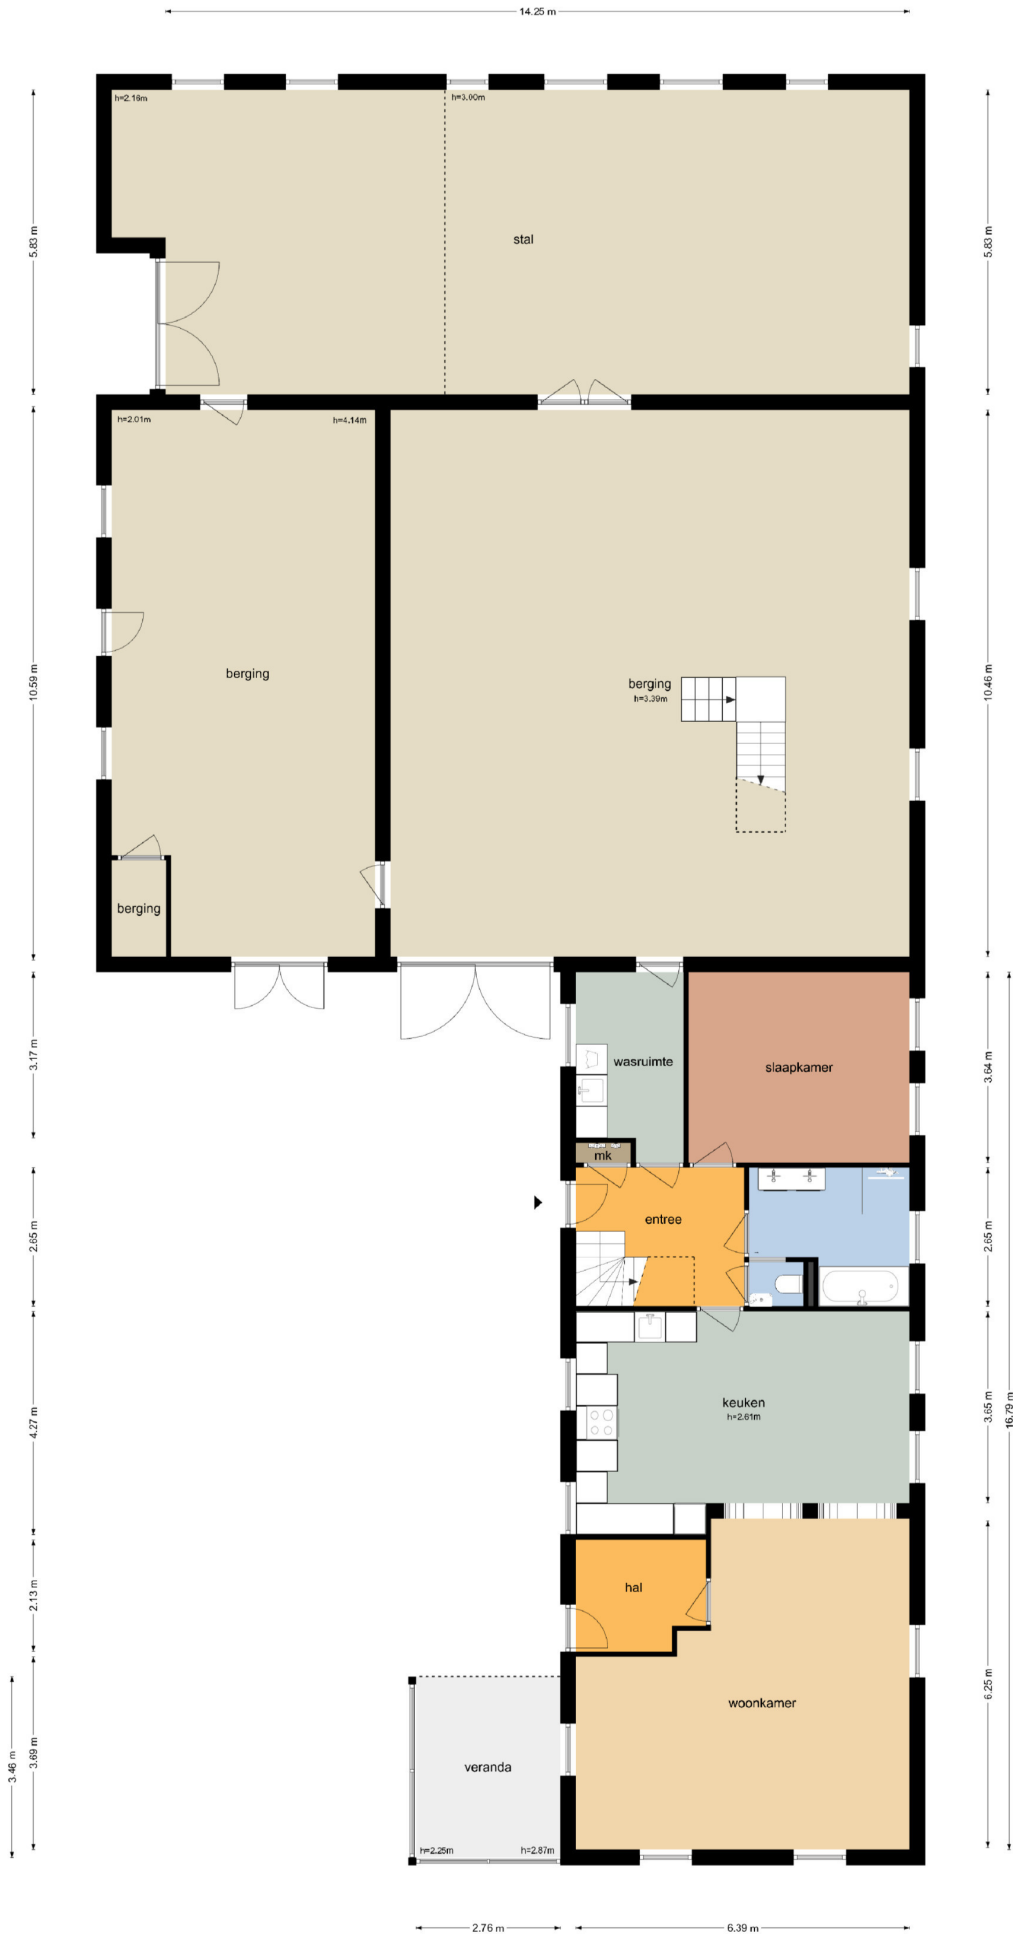 14.25 m
h=2.16m
h=3.00m
5.83 m
5.83 m
stal
h=2.01m
h=4.14m
10.59 m
10.46 m
berging
berging
h=3.39m
berging
3.17 m
3.64 m
wasruimte
slaapkamer
mk
entree
2.65 m
2.65 m
keuken
h=2.61m
4.27 m
3.65 m
16.79 m
hal
2.13 m
6.25 m
woonkamer
veranda
3.69 m
3.46 m
h=2.25m
h=2.87m
2.76 m
6.39 m